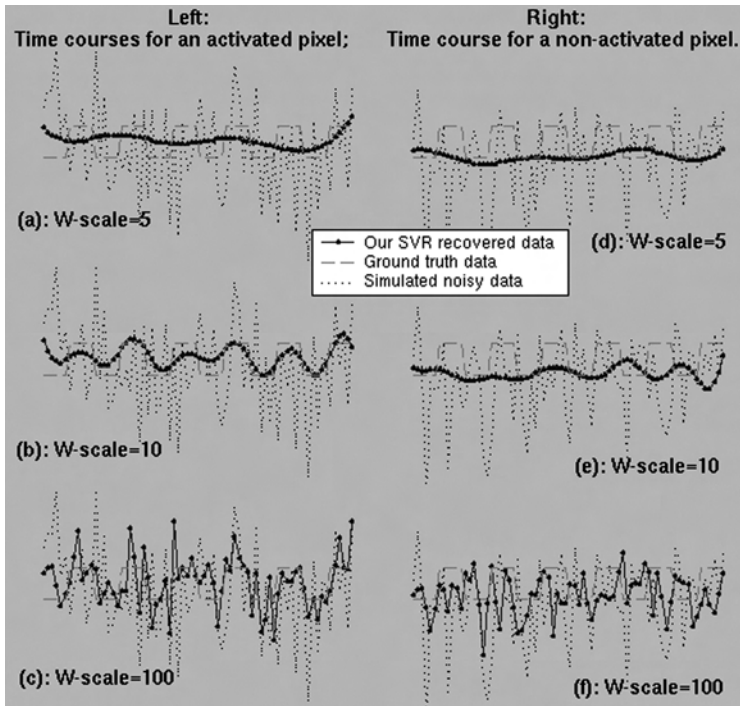 Left:
Time courses for an activated pixel;
Right:
Time course for a non-activated pixel.
(a): W-scale=5
(d): W-scale=5
Our SVR recovered data
Ground truth data
Simulated noisy data
(b): W-scale=10
(e): W-scale=10
(c): W-scale=100
(f): W-scale=100